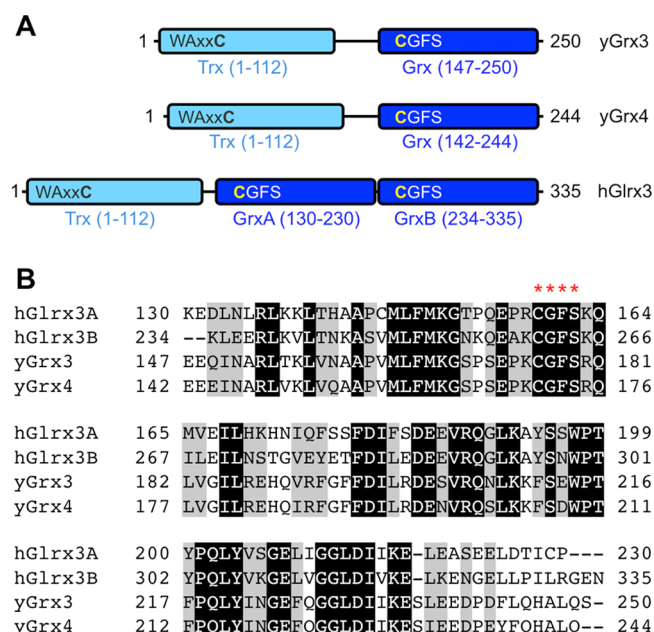 A
1 WAxxC CGFS 250 yGrx3
Trx (1-112) Grx (147-250)
1 WAxxC CGFS 244 yGrx4
Trx (1-112) Grx (142-244)
1 WAxxC CGFS CGFS 335 hGlrx3
Trx (1-112) GrxA (130-230) GrxB (234-335)
B
****
hGlrx3A 130 KEDLNLRLKKLTHAAPCMLFMKGTPQEPRCGFSKQ 164
hGlrx3B 234 --KLEERLKVLTNKASVMLFMKGNKQEAKCGFSKQ 266
yGrx3 147 EEQINARLTKLVNAAPVMLFMKGSPSEPKCGFSRQ 181
yGrx4 142 EEEINARLVKLVQAAPVMLFMKGSPSEPKCGFSRQ 176
hGlrx3A 165 MVEILHKHNIQFSSFDIFSDEEVRQGLKAYSSWPT 199
hGlrx3B 267 ILEILNSTGVEYETFDILEDEEVRQGLKAYSNWPT 301
yGrx3 182 LVGILREHQVRFGFFDILRDESVRQNLKKFSEWPT 216
yGrx4 177 LVGILREHQIRFGFFDILRDENVRQSLKKFSDWPT 211
hGlrx3A 200 YPQLYVSGELIGGLDIIKE-LEASEELDTICP--- 230
hGlrx3B 302 YPQLYVKGELVGGLDIVKE-LKENGELLPILRGEN 335
yGrx3 217 FPQLYINGEFQGGLDIIKESLEEDPDFLQHALQS- 250
yGrx4 212 FPQLYINGEFQGGLDIIKESIEEDPEYFQHALQ-- 244